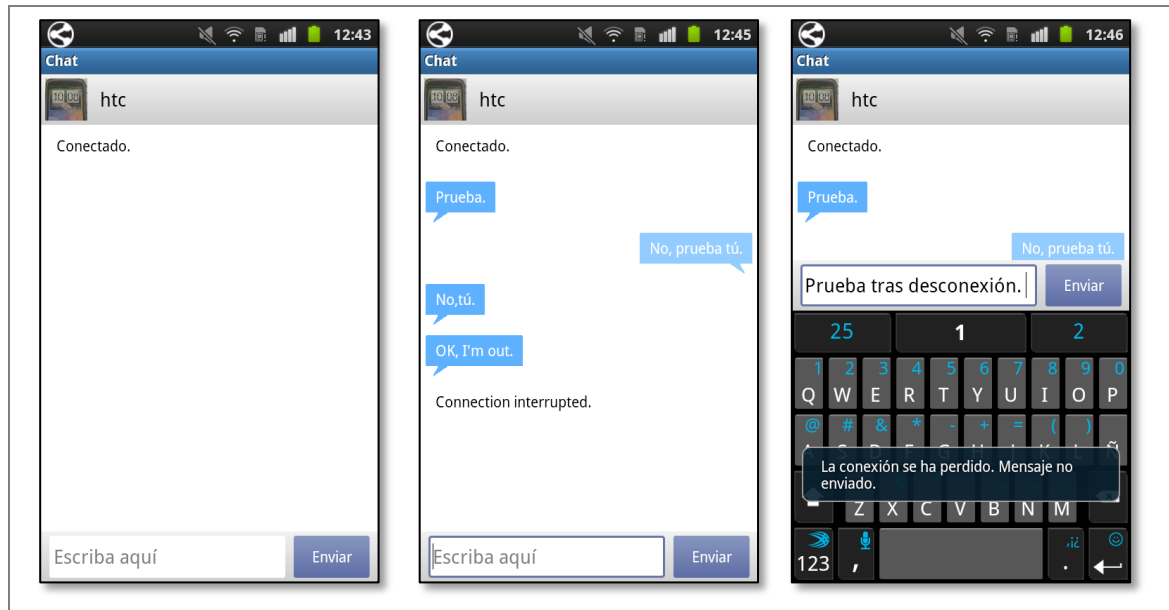 12:43
Chat
htc
Conectado.
Escriba aquí
Enviar
12:45
Chat
htc
Conectado.
Prueba.
No, prueba tú.
No,tú.
OK, I'm out.
Connection interrupted.
Escriba aquí
Enviar
12:46
Chat
htc
Conectado.
Prueba.
No, prueba tú.
Prueba tras desconexión.
Enviar
25 1 2
1 2 3 4 5 6 7 8 9 0
Q W E R T Y U I O P
@ # & * - + = ( )
La conexión se ha perdido. Mensaje no
enviado.
Z X C V B N M
123 , ,¡¿ .